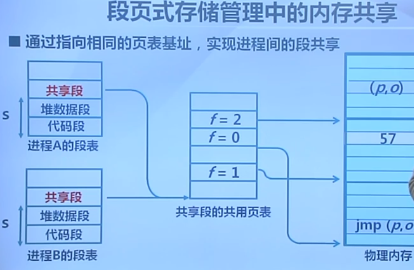 段页式存储管理中的内存共享
■ 通过指向相同的页表基址，实现进程间的段共享
共享段
堆数据段
代码段
s
进程A的段表
共享段
堆数据段
代码段
s
进程B的段表
f = 2
f = 0
f = 1
共享段的共用页表
(p,o)
57
jmp (p,o
物理内存